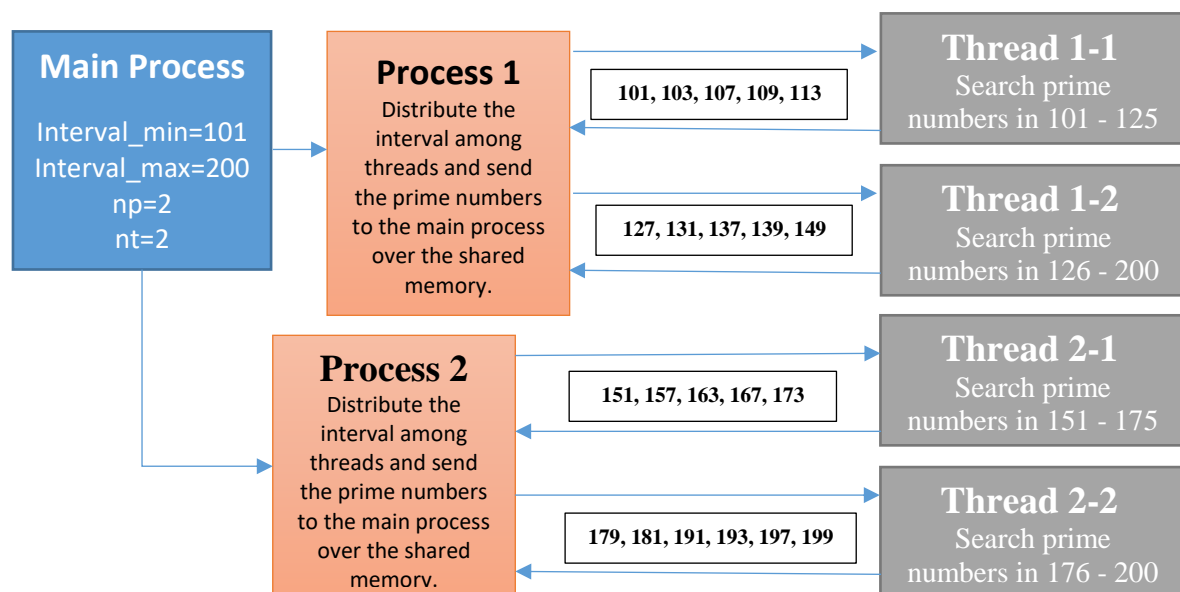 Main Process
Interval_min=101
Interval_max=200
np=2
nt=2
Process 1
Distribute the
interval among
threads and send
the prime numbers
to the main process
over the shared
memory.
101, 103, 107, 109, 113
Thread 1-1
Search prime
numbers in 101 - 125
127, 131, 137, 139, 149
Thread 1-2
Search prime
numbers in 126 - 200
Process 2
Distribute the
interval among
threads and send
the prime numbers
to the main process
over the shared
memory.
151, 157, 163, 167, 173
Thread 2-1
Search prime
numbers in 151 - 175
179, 181, 191, 193, 197, 199
Thread 2-2
Search prime
numbers in 176 - 200